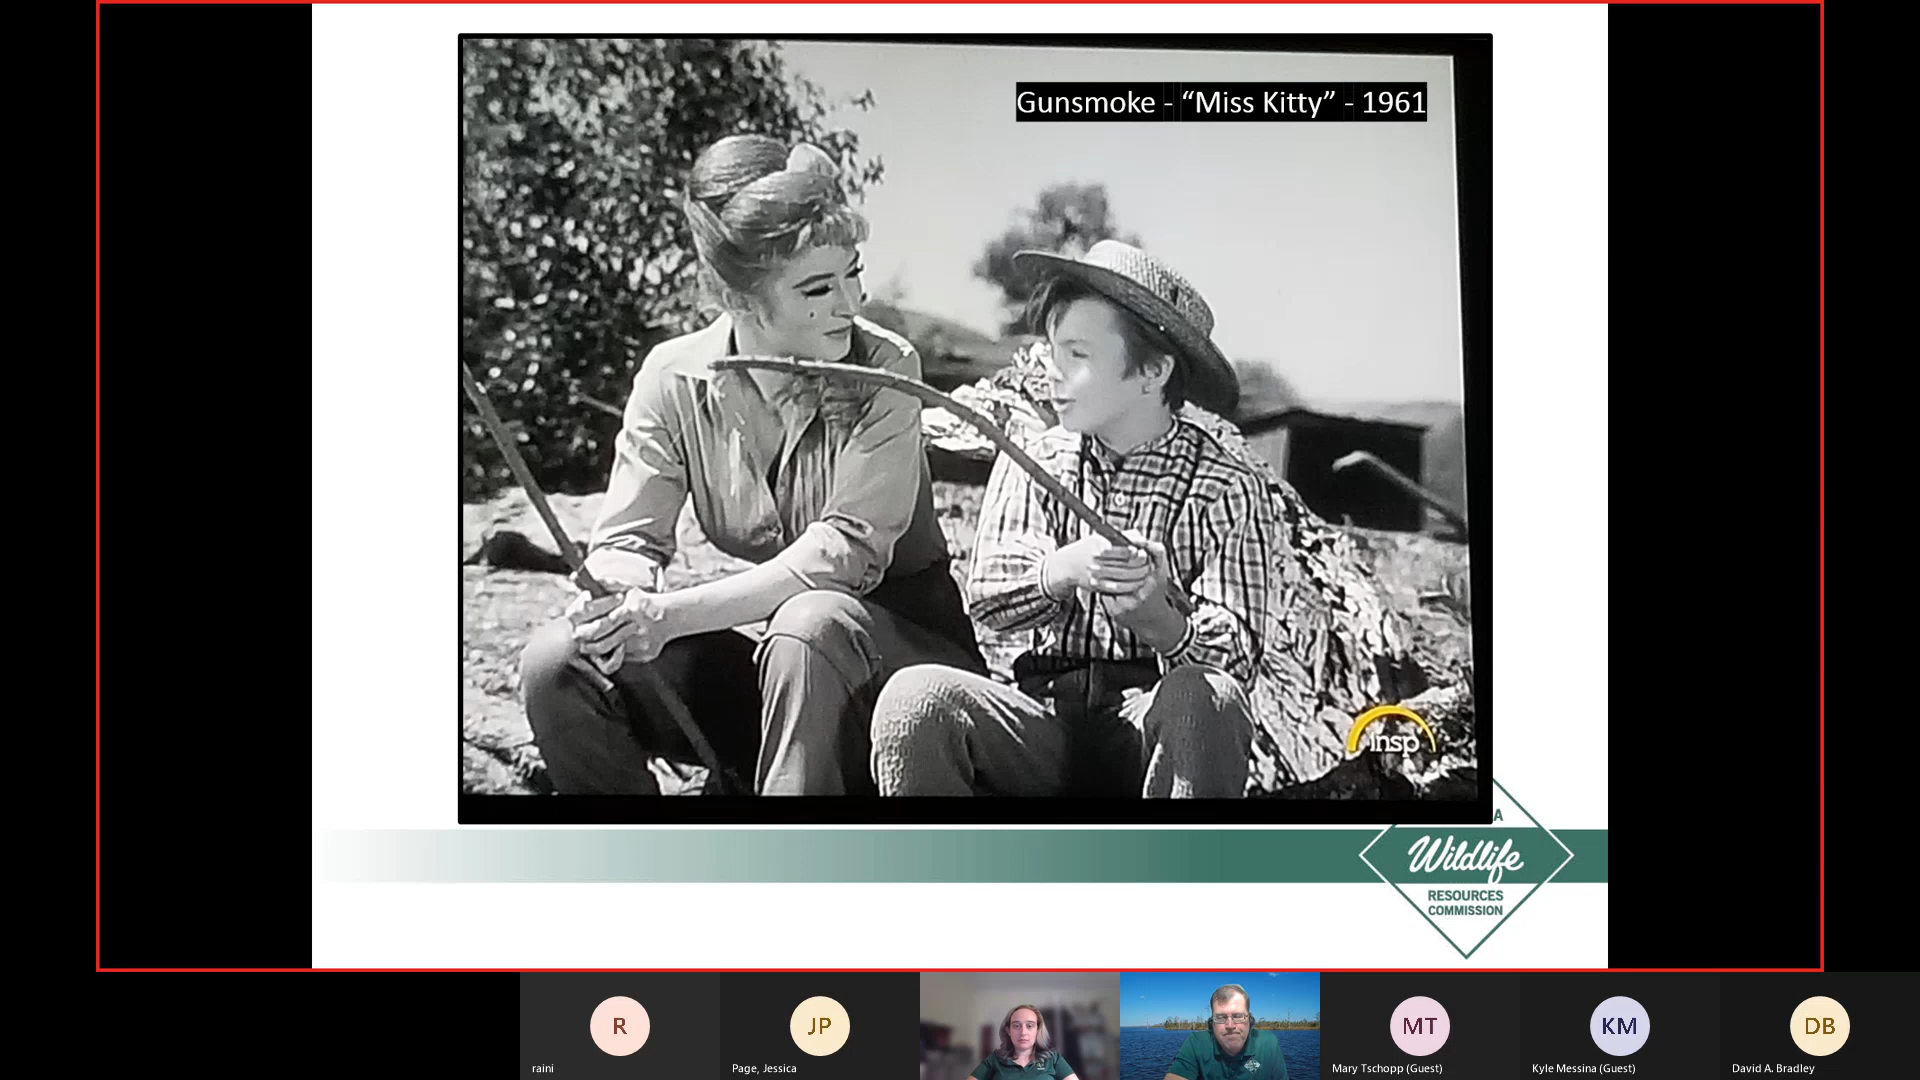 Gunsmoke - “Miss Kitty” - 1961
insp
A
Wildlife
RESOURCES
COMMISSION
R
JP
MT
KM
DB
raini
Page, Jessica
Mary Tschopp (Guest)
Kyle Messina (Guest)
David A. Bradley